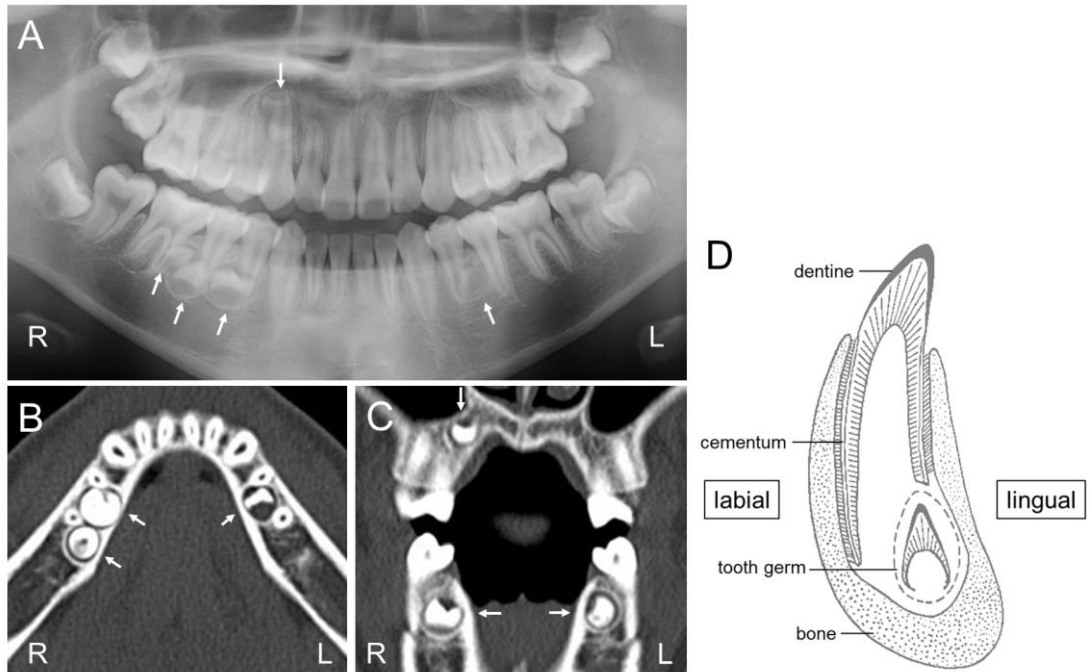 A
R
L
B
R
L
C
R
L
D
dentine
cementum
labial
lingual
tooth germ
bone